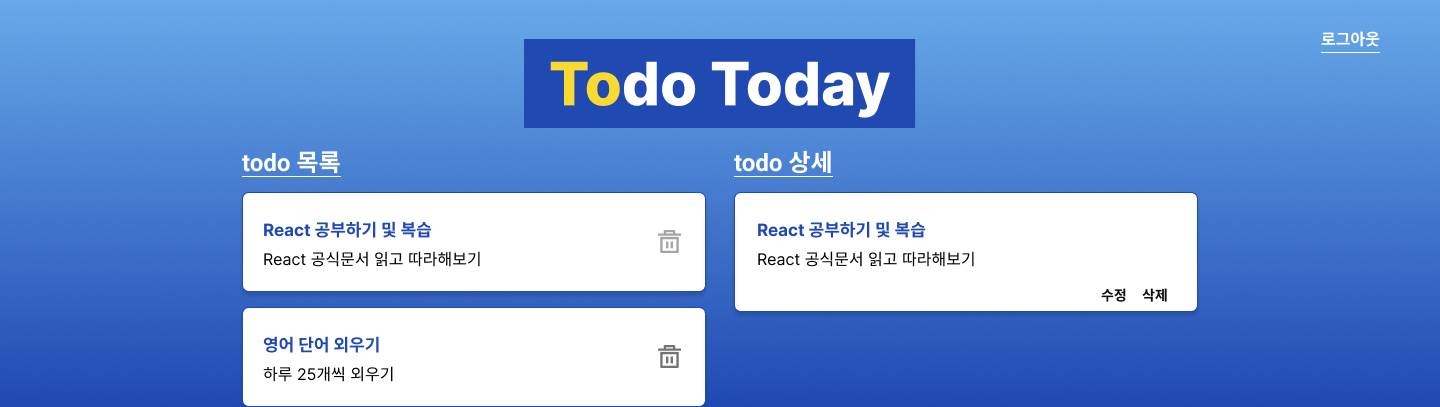 로그아웃
Todo Today
todo 목록
React 공부하기 및 복습
React 공식문서 읽고 따라해보기
영어 단어 외우기
하루 25개씩 외우기
todo 상세
React 공부하기 및 복습
React 공식문서 읽고 따라해보기
수정 삭제